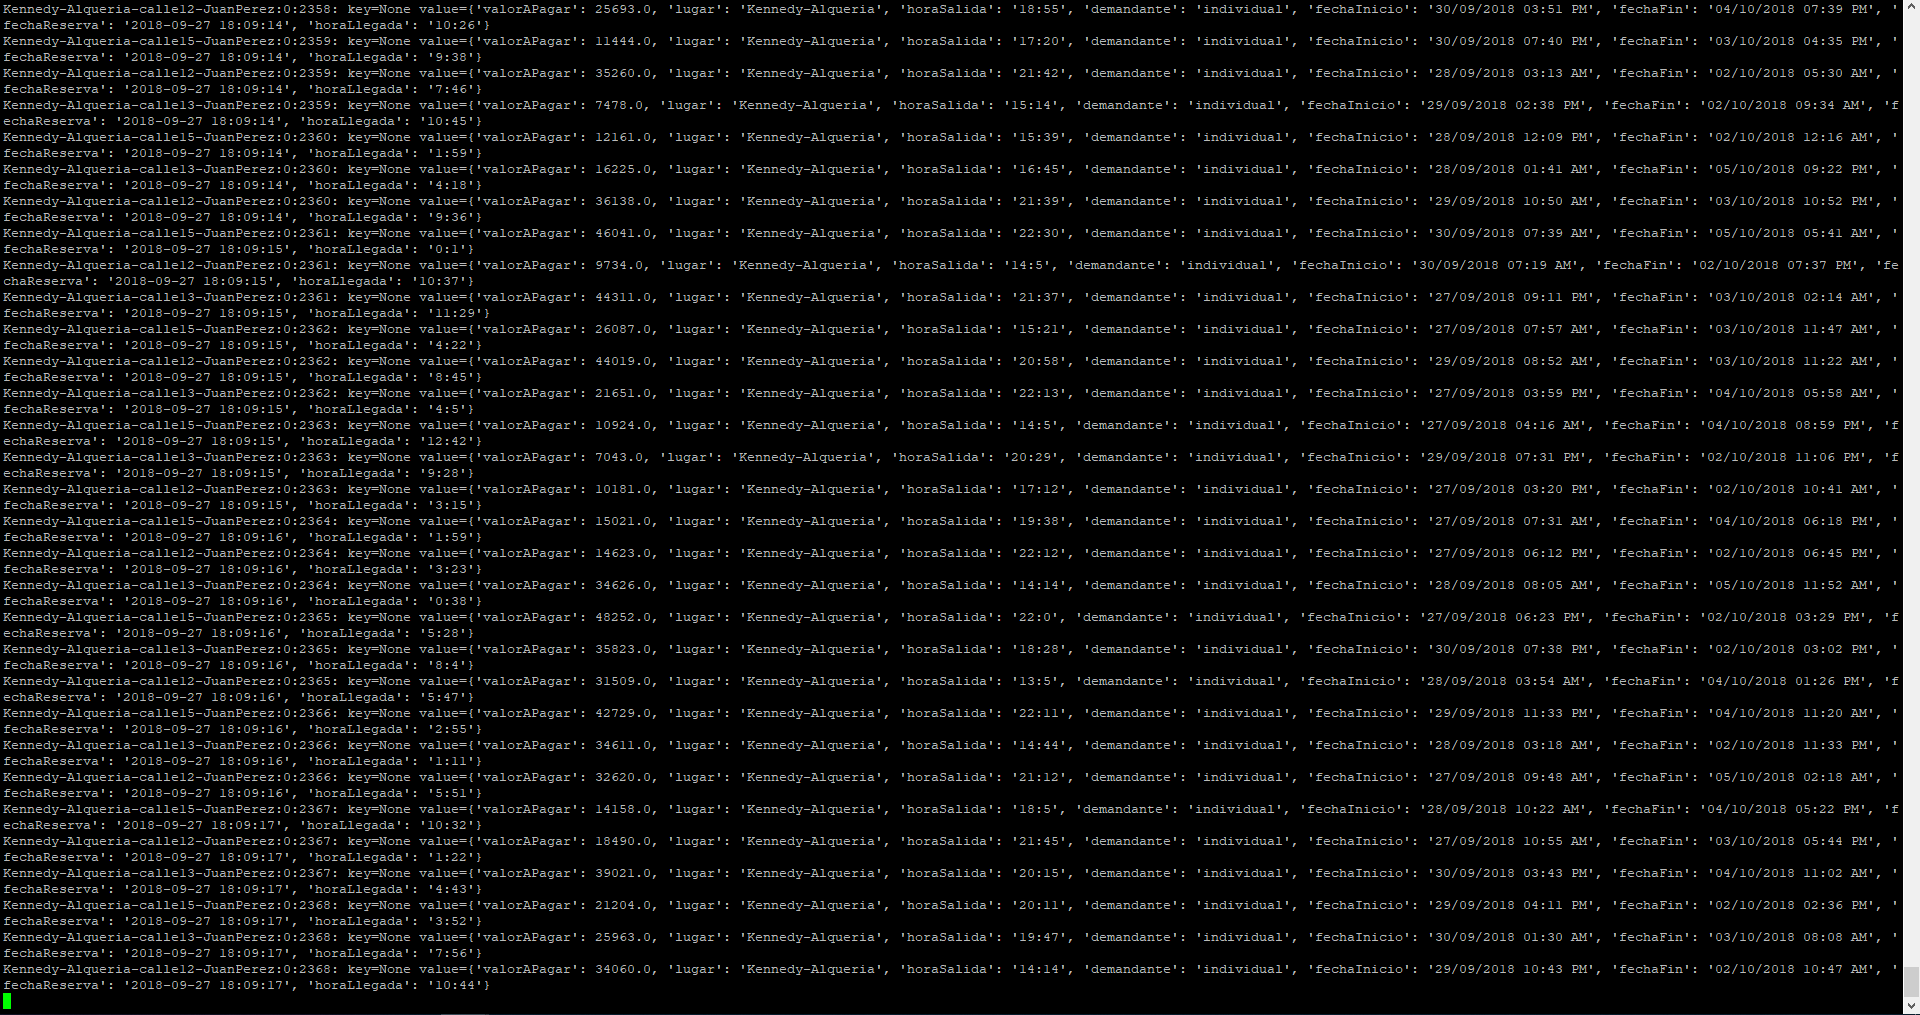 Kennedy-Alqueria-calle12-JuanPerez:0:2358: key=None value={'valorAPagar': 25693.0, 'lugar': 'Kennedy-Alqueria', 'horaSalida': '18:55', 'demandante': 'individual', 'fechaInicio': '30/09/2018 03:51 PM', 'fechaFin': '04/10/2018 07:39 PM', '
fechaReserva': '2018-09-27 18:09:14', 'horaLlegada': '10:26'}
Kennedy-Alqueria-calle15-JuanPerez:0:2359: key=None value={'valorAPagar': 11444.0, 'lugar': 'Kennedy-Alqueria', 'horaSalida': '17:20', 'demandante': 'individual', 'fechaInicio': '30/09/2018 07:40 PM', 'fechaFin': '03/10/2018 04:35 PM', '
fechaReserva': '2018-09-27 18:09:14', 'horaLlegada': '9:38'}
Kennedy-Alqueria-calle12-JuanPerez:0:2359: key=None value={'valorAPagar': 35260.0, 'lugar': 'Kennedy-Alqueria', 'horaSalida': '21:42', 'demandante': 'individual', 'fechaInicio': '28/09/2018 03:13 AM', 'fechaFin': '02/10/2018 05:30 AM', '
fechaReserva': '2018-09-27 18:09:14', 'horaLlegada': '7:46'}
Kennedy-Alqueria-calle13-JuanPerez:0:2359: key=None value={'valorAPagar': 7478.0, 'lugar': 'Kennedy-Alqueria', 'horaSalida': '15:14', 'demandante': 'individual', 'fechaInicio': '29/09/2018 02:38 PM', 'fechaFin': '02/10/2018 09:34 AM', 'f
echaReserva': '2018-09-27 18:09:14', 'horaLlegada': '10:45'}
Kennedy-Alqueria-calle15-JuanPerez:0:2360: key=None value={'valorAPagar': 12161.0, 'lugar': 'Kennedy-Alqueria', 'horaSalida': '15:39', 'demandante': 'individual', 'fechaInicio': '28/09/2018 12:09 PM', 'fechaFin': '02/10/2018 12:16 AM', '
fechaReserva': '2018-09-27 18:09:14', 'horaLlegada': '1:59'}
Kennedy-Alqueria-calle13-JuanPerez:0:2360: key=None value={'valorAPagar': 16225.0, 'lugar': 'Kennedy-Alqueria', 'horaSalida': '16:45', 'demandante': 'individual', 'fechaInicio': '28/09/2018 01:41 AM', 'fechaFin': '05/10/2018 09:22 PM', '
fechaReserva': '2018-09-27 18:09:14', 'horaLlegada': '4:18'}
Kennedy-Alqueria-calle12-JuanPerez:0:2360: key=None value={'valorAPagar': 36138.0, 'lugar': 'Kennedy-Alqueria', 'horaSalida': '21:39', 'demandante': 'individual', 'fechaInicio': '29/09/2018 10:50 AM', 'fechaFin': '03/10/2018 10:52 PM', '
fechaReserva': '2018-09-27 18:09:14', 'horaLlegada': '9:36'}
Kennedy-Alqueria-calle15-JuanPerez:0:2361: key=None value={'valorAPagar': 46041.0, 'lugar': 'Kennedy-Alqueria', 'horaSalida': '22:30', 'demandante': 'individual', 'fechaInicio': '30/09/2018 07:39 AM', 'fechaFin': '05/10/2018 05:41 AM', '
fechaReserva': '2018-09-27 18:09:15', 'horaLlegada': '0:1'}
Kennedy-Alqueria-calle12-JuanPerez:0:2361: key=None value={'valorAPagar': 9734.0, 'lugar': 'Kennedy-Alqueria', 'horaSalida': '14:5', 'demandante': 'individual', 'fechaInicio': '30/09/2018 07:19 AM', 'fechaFin': '02/10/2018 07:37 PM', 'fe
chaReserva': '2018-09-27 18:09:15', 'horaLlegada': '10:37'}
Kennedy-Alqueria-calle13-JuanPerez:0:2361: key=None value={'valorAPagar': 44311.0, 'lugar': 'Kennedy-Alqueria', 'horaSalida': '21:37', 'demandante': 'individual', 'fechaInicio': '27/09/2018 09:11 PM', 'fechaFin': '03/10/2018 02:14 AM', '
fechaReserva': '2018-09-27 18:09:15', 'horaLlegada': '11:29'}
Kennedy-Alqueria-calle15-JuanPerez:0:2362: key=None value={'valorAPagar': 26087.0, 'lugar': 'Kennedy-Alqueria', 'horaSalida': '15:21', 'demandante': 'individual', 'fechaInicio': '27/09/2018 07:57 AM', 'fechaFin': '03/10/2018 11:47 AM', '
fechaReserva': '2018-09-27 18:09:15', 'horaLlegada': '4:22'}
Kennedy-Alqueria-calle12-JuanPerez:0:2362: key=None value={'valorAPagar': 44019.0, 'lugar': 'Kennedy-Alqueria', 'horaSalida': '20:58', 'demandante': 'individual', 'fechaInicio': '29/09/2018 08:52 AM', 'fechaFin': '03/10/2018 11:22 AM', '
fechaReserva': '2018-09-27 18:09:15', 'horaLlegada': '8:45'}
Kennedy-Alqueria-calle13-JuanPerez:0:2362: key=None value={'valorAPagar': 21651.0, 'lugar': 'Kennedy-Alqueria', 'horaSalida': '22:13', 'demandante': 'individual', 'fechaInicio': '27/09/2018 03:59 PM', 'fechaFin': '04/10/2018 05:58 AM', '
fechaReserva': '2018-09-27 18:09:15', 'horaLlegada': '4:5'}
Kennedy-Alqueria-calle15-JuanPerez:0:2363: key=None value={'valorAPagar': 10924.0, 'lugar': 'Kennedy-Alqueria', 'horaSalida': '14:5', 'demandante': 'individual', 'fechaInicio': '27/09/2018 04:16 AM', 'fechaFin': '04/10/2018 08:59 PM', 'f
echaReserva': '2018-09-27 18:09:15', 'horaLlegada': '12:42'}
Kennedy-Alqueria-calle13-JuanPerez:0:2363: key=None value={'valorAPagar': 7043.0, 'lugar': 'Kennedy-Alqueria', 'horaSalida': '20:29', 'demandante': 'individual', 'fechaInicio': '29/09/2018 07:31 PM', 'fechaFin': '02/10/2018 11:06 PM', 'f
echaReserva': '2018-09-27 18:09:15', 'horaLlegada': '9:28'}
Kennedy-Alqueria-calle12-JuanPerez:0:2363: key=None value={'valorAPagar': 10181.0, 'lugar': 'Kennedy-Alqueria', 'horaSalida': '17:12', 'demandante': 'individual', 'fechaInicio': '27/09/2018 03:20 PM', 'fechaFin': '02/10/2018 10:41 AM', '
fechaReserva': '2018-09-27 18:09:15', 'horaLlegada': '3:15'}
Kennedy-Alqueria-calle15-JuanPerez:0:2364: key=None value={'valorAPagar': 15021.0, 'lugar': 'Kennedy-Alqueria', 'horaSalida': '19:38', 'demandante': 'individual', 'fechaInicio': '27/09/2018 07:31 AM', 'fechaFin': '04/10/2018 06:18 PM', '
fechaReserva': '2018-09-27 18:09:16', 'horaLlegada': '1:59'}
Kennedy-Alqueria-calle12-JuanPerez:0:2364: key=None value={'valorAPagar': 14623.0, 'lugar': 'Kennedy-Alqueria', 'horaSalida': '22:12', 'demandante': 'individual', 'fechaInicio': '27/09/2018 06:12 PM', 'fechaFin': '02/10/2018 06:45 PM', '
fechaReserva': '2018-09-27 18:09:16', 'horaLlegada': '3:23'}
Kennedy-Alqueria-calle13-JuanPerez:0:2364: key=None value={'valorAPagar': 34626.0, 'lugar': 'Kennedy-Alqueria', 'horaSalida': '14:14', 'demandante': 'individual', 'fechaInicio': '28/09/2018 08:05 AM', 'fechaFin': '05/10/2018 11:52 AM', '
fechaReserva': '2018-09-27 18:09:16', 'horaLlegada': '0:38'}
Kennedy-Alqueria-calle15-JuanPerez:0:2365: key=None value={'valorAPagar': 48252.0, 'lugar': 'Kennedy-Alqueria', 'horaSalida': '22:0', 'demandante': 'individual', 'fechaInicio': '27/09/2018 06:23 PM', 'fechaFin': '02/10/2018 03:29 PM', 'f
echaReserva': '2018-09-27 18:09:16', 'horaLlegada': '5:28'}
Kennedy-Alqueria-calle13-JuanPerez:0:2365: key=None value={'valorAPagar': 35823.0, 'lugar': 'Kennedy-Alqueria', 'horaSalida': '18:28', 'demandante': 'individual', 'fechaInicio': '30/09/2018 07:38 PM', 'fechaFin': '02/10/2018 03:02 PM', '
fechaReserva': '2018-09-27 18:09:16', 'horaLlegada': '8:4'}
Kennedy-Alqueria-calle12-JuanPerez:0:2365: key=None value={'valorAPagar': 31509.0, 'lugar': 'Kennedy-Alqueria', 'horaSalida': '13:5', 'demandante': 'individual', 'fechaInicio': '28/09/2018 03:54 AM', 'fechaFin': '04/10/2018 01:26 PM', 'f
echaReserva': '2018-09-27 18:09:16', 'horaLlegada': '5:47'}
Kennedy-Alqueria-calle15-JuanPerez:0:2366: key=None value={'valorAPagar': 42729.0, 'lugar': 'Kennedy-Alqueria', 'horaSalida': '22:11', 'demandante': 'individual', 'fechaInicio': '29/09/2018 11:33 PM', 'fechaFin': '04/10/2018 11:20 AM', '
fechaReserva': '2018-09-27 18:09:16', 'horaLlegada': '2:55'}
Kennedy-Alqueria-calle13-JuanPerez:0:2366: key=None value={'valorAPagar': 34611.0, 'lugar': 'Kennedy-Alqueria', 'horaSalida': '14:44', 'demandante': 'individual', 'fechaInicio': '28/09/2018 03:18 AM', 'fechaFin': '02/10/2018 11:33 PM', '
fechaReserva': '2018-09-27 18:09:16', 'horaLlegada': '1:11'}
Kennedy-Alqueria-calle12-JuanPerez:0:2366: key=None value={'valorAPagar': 32620.0, 'lugar': 'Kennedy-Alqueria', 'horaSalida': '21:12', 'demandante': 'individual', 'fechaInicio': '27/09/2018 09:48 AM', 'fechaFin': '05/10/2018 02:18 AM', '
fechaReserva': '2018-09-27 18:09:16', 'horaLlegada': '5:51'}
Kennedy-Alqueria-calle15-JuanPerez:0:2367: key=None value={'valorAPagar': 14158.0, 'lugar': 'Kennedy-Alqueria', 'horaSalida': '18:5', 'demandante': 'individual', 'fechaInicio': '28/09/2018 10:22 AM', 'fechaFin': '04/10/2018 05:22 PM', 'f
echaReserva': '2018-09-27 18:09:17', 'horaLlegada': '10:32'}
Kennedy-Alqueria-calle12-JuanPerez:0:2367: key=None value={'valorAPagar': 18490.0, 'lugar': 'Kennedy-Alqueria', 'horaSalida': '21:45', 'demandante': 'individual', 'fechaInicio': '27/09/2018 10:55 AM', 'fechaFin': '03/10/2018 05:44 PM', '
fechaReserva': '2018-09-27 18:09:17', 'horaLlegada': '1:22'}
Kennedy-Alqueria-calle13-JuanPerez:0:2367: key=None value={'valorAPagar': 39021.0, 'lugar': 'Kennedy-Alqueria', 'horaSalida': '20:15', 'demandante': 'individual', 'fechaInicio': '30/09/2018 03:43 PM', 'fechaFin': '04/10/2018 11:02 AM', '
fechaReserva': '2018-09-27 18:09:17', 'horaLlegada': '4:43'}
Kennedy-Alqueria-calle15-JuanPerez:0:2368: key=None value={'valorAPagar': 21204.0, 'lugar': 'Kennedy-Alqueria', 'horaSalida': '20:11', 'demandante': 'individual', 'fechaInicio': '29/09/2018 04:11 PM', 'fechaFin': '02/10/2018 02:36 PM', '
fechaReserva': '2018-09-27 18:09:17', 'horaLlegada': '3:52'}
Kennedy-Alqueria-calle13-JuanPerez:0:2368: key=None value={'valorAPagar': 25963.0, 'lugar': 'Kennedy-Alqueria', 'horaSalida': '19:47', 'demandante': 'individual', 'fechaInicio': '30/09/2018 01:30 AM', 'fechaFin': '03/10/2018 08:08 AM', '
fechaReserva': '2018-09-27 18:09:17', 'horaLlegada': '7:56'}
Kennedy-Alqueria-calle12-JuanPerez:0:2368: key=None value={'valorAPagar': 34060.0, 'lugar': 'Kennedy-Alqueria', 'horaSalida': '14:14', 'demandante': 'individual', 'fechaInicio': '29/09/2018 10:43 PM', 'fechaFin': '02/10/2018 10:47 AM', '
fechaReserva': '2018-09-27 18:09:17', 'horaLlegada': '10:44'}